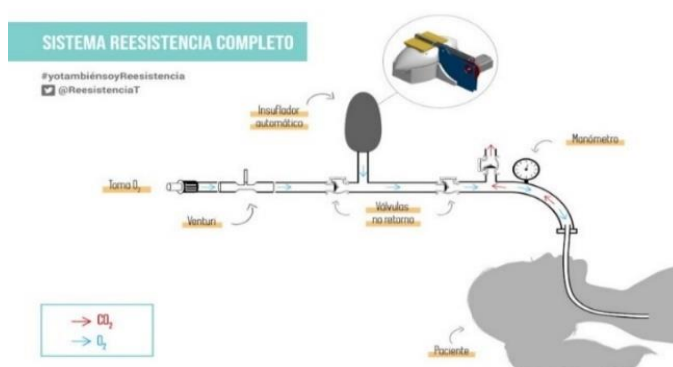 SISTEMA REESISTENCIA COMPLETO
#yotambiénsoyReesistencia
@ReesistenciaT
Insuflador
automático
Manómetro
Toma O₂
Venturi
Válvulas
no retorno
CO₂
O₂
Paciente